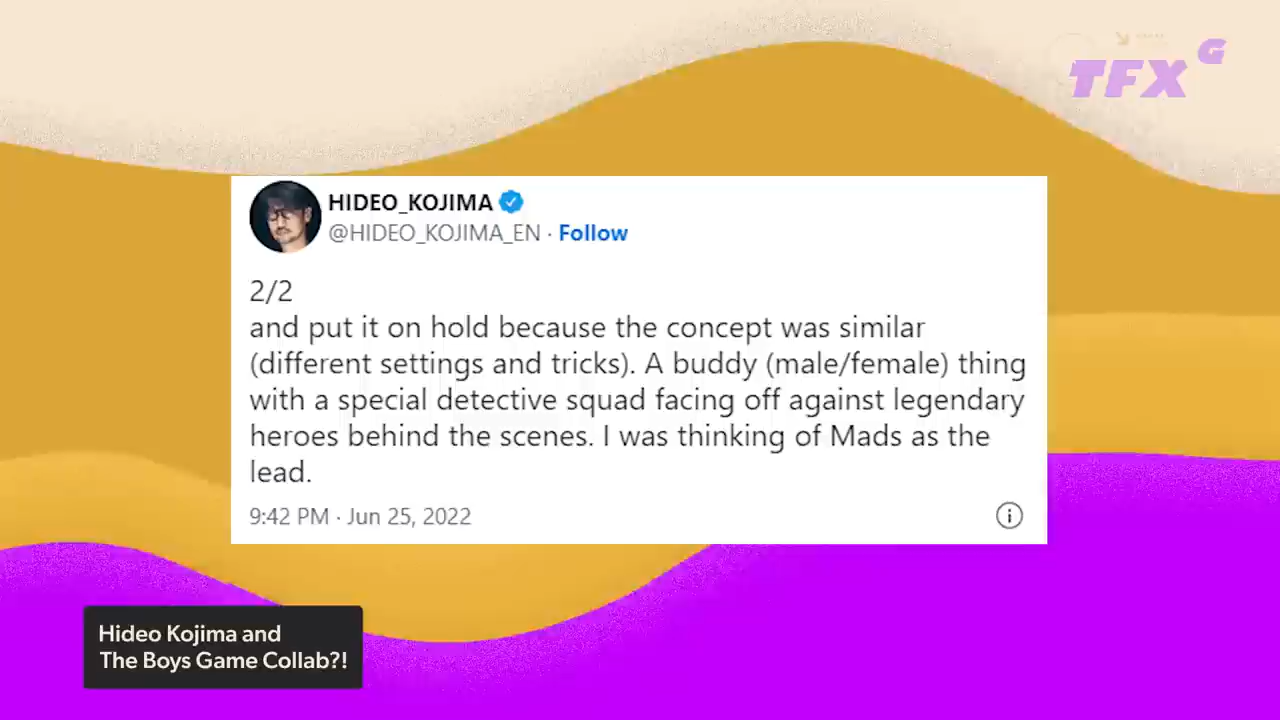 TFX G
HIDEO_KOJIMA
@HIDEO_KOJIMA_EN · Follow
2/2
and put it on hold because the concept was similar
(different settings and tricks). A buddy (male/female) thing
with a special detective squad facing off against legendary
heroes behind the scenes. I was thinking of Mads as the
lead.
9:42 PM · Jun 25, 2022
Hideo Kojima and
The Boys Game Collab?!